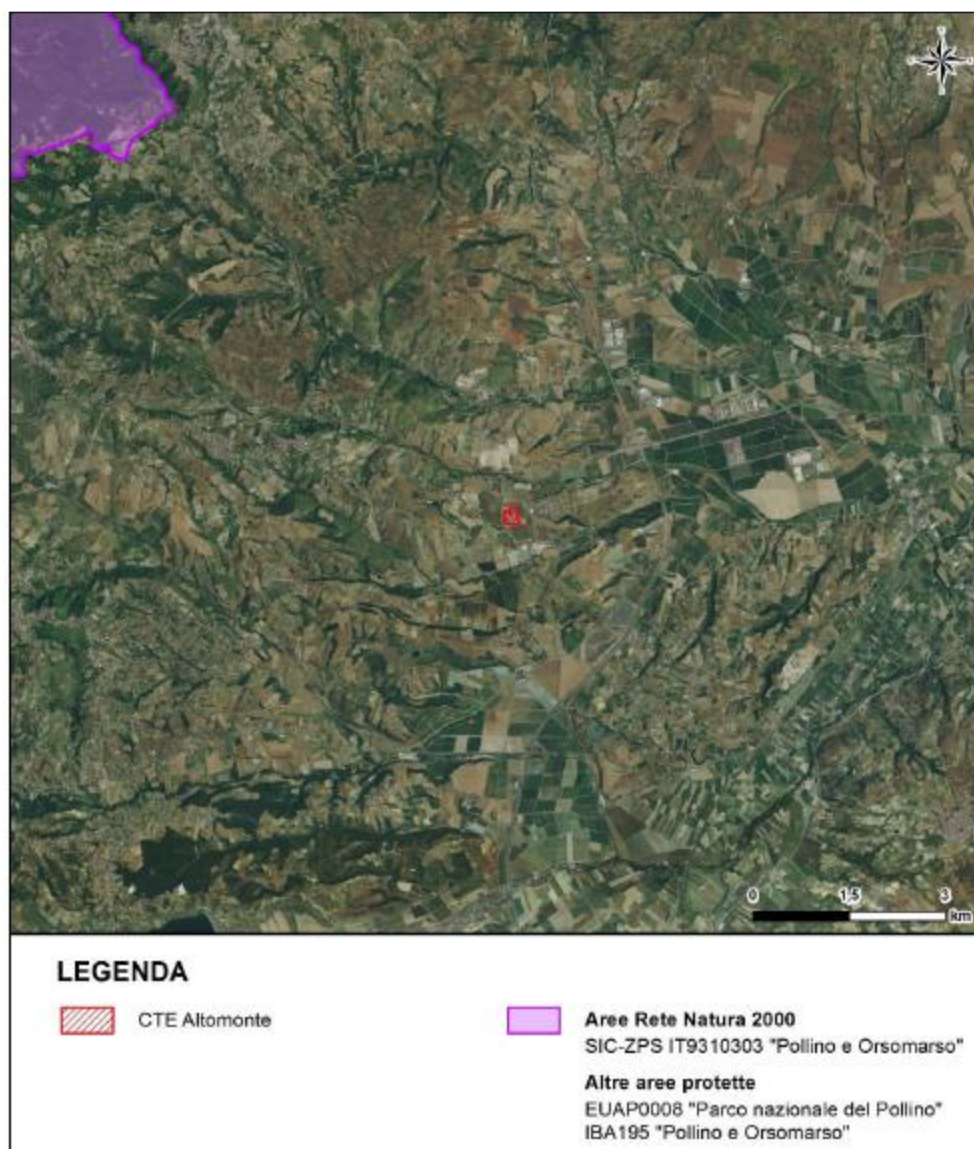 0 1,5 3
km
LEGENDA
CTE Altomonte
Aree Rete Natura 2000
SIC-ZPS IT9310303 "Pollino e Orsomarso"
Altre aree protette
EUAP0008 "Parco nazionale del Pollino"
IBA195 "Pollino e Orsomarso"